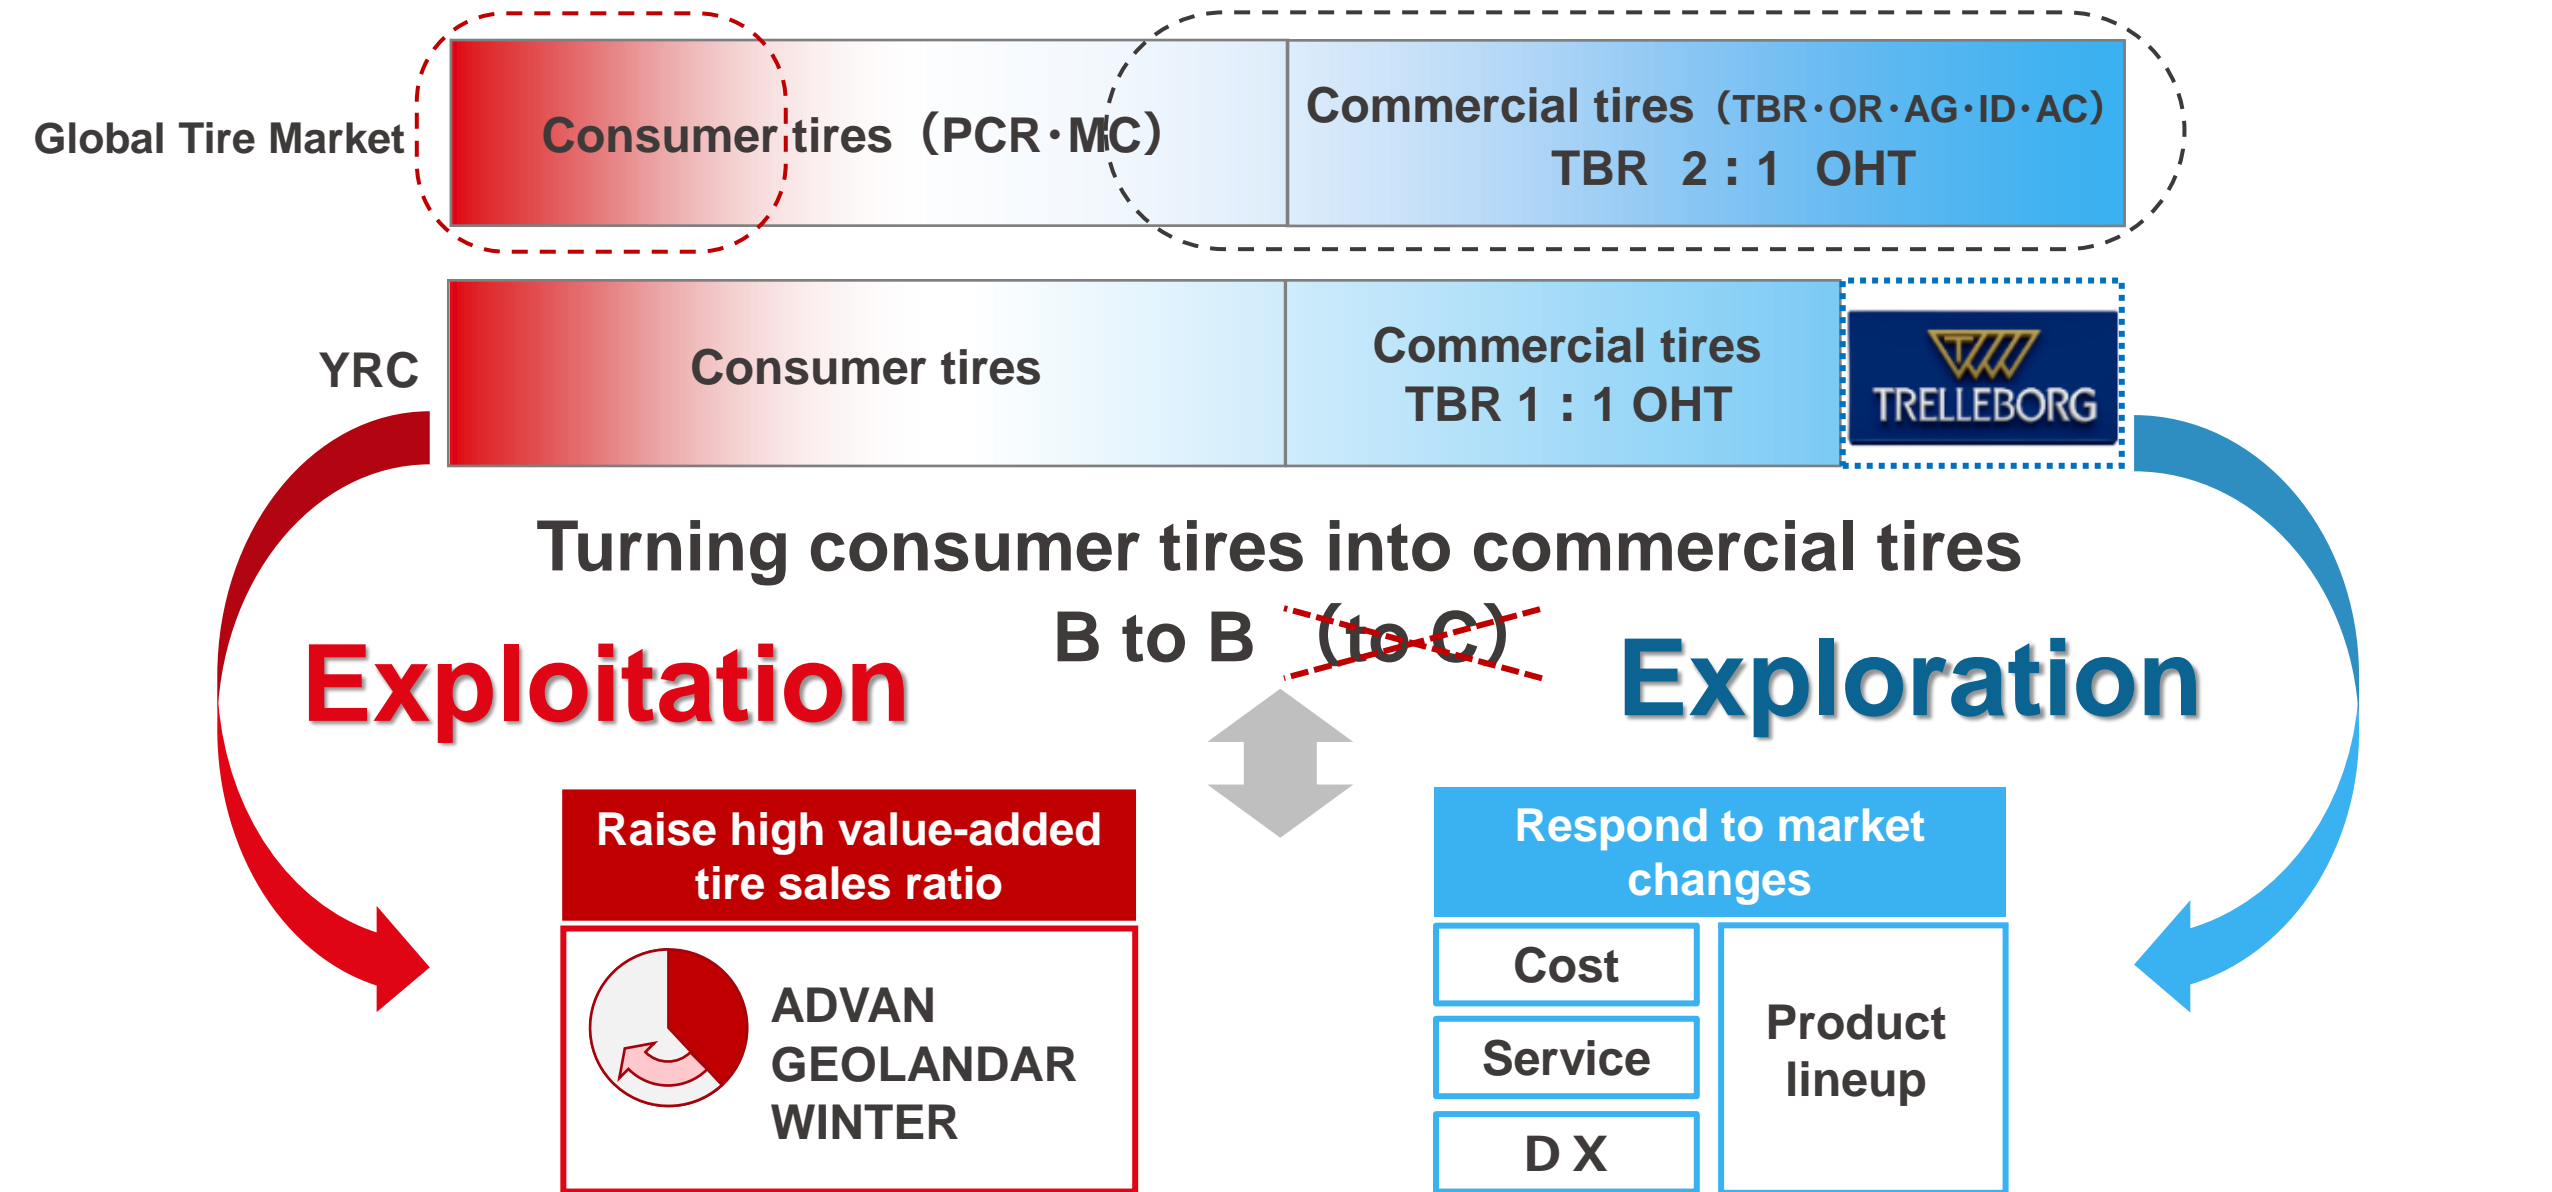 Global Tire Market
Consumer tires（PCR・MC）
Commercial tires（TBR・OR・AG・ID・AC）
TBR 2：1 OHT
YRC
Consumer tires
Commercial tires
TBR 1：1 OHT
TRELLEBORG
Turning consumer tires into commercial tires
B to B （to C）
Exploitation
Exploration
Raise high value-added
tire sales ratio
ADVAN
GEOLANDAR
WINTER
Respond to market
changes
Cost
Service
D X
Product
lineup